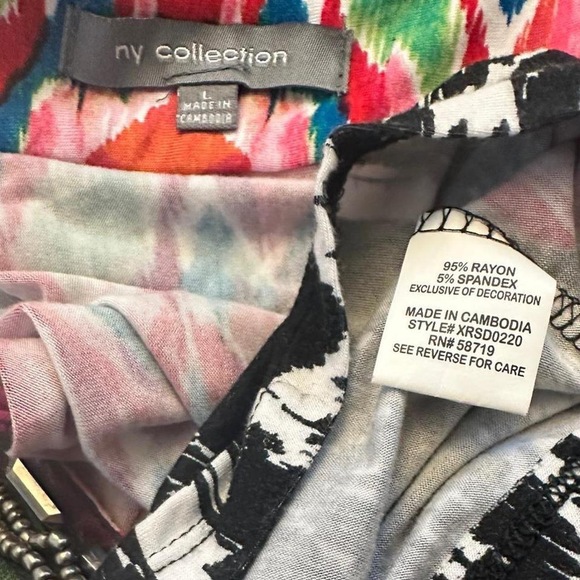 ny collection
L
MADE IN
CAMBODIA
95% RAYON
5% SPANDEX
EXCLUSIVE OF DECORATION
MADE IN CAMBODIA
STYLE# XRSD0220
RN# 58719
SEE REVERSE FOR CARE